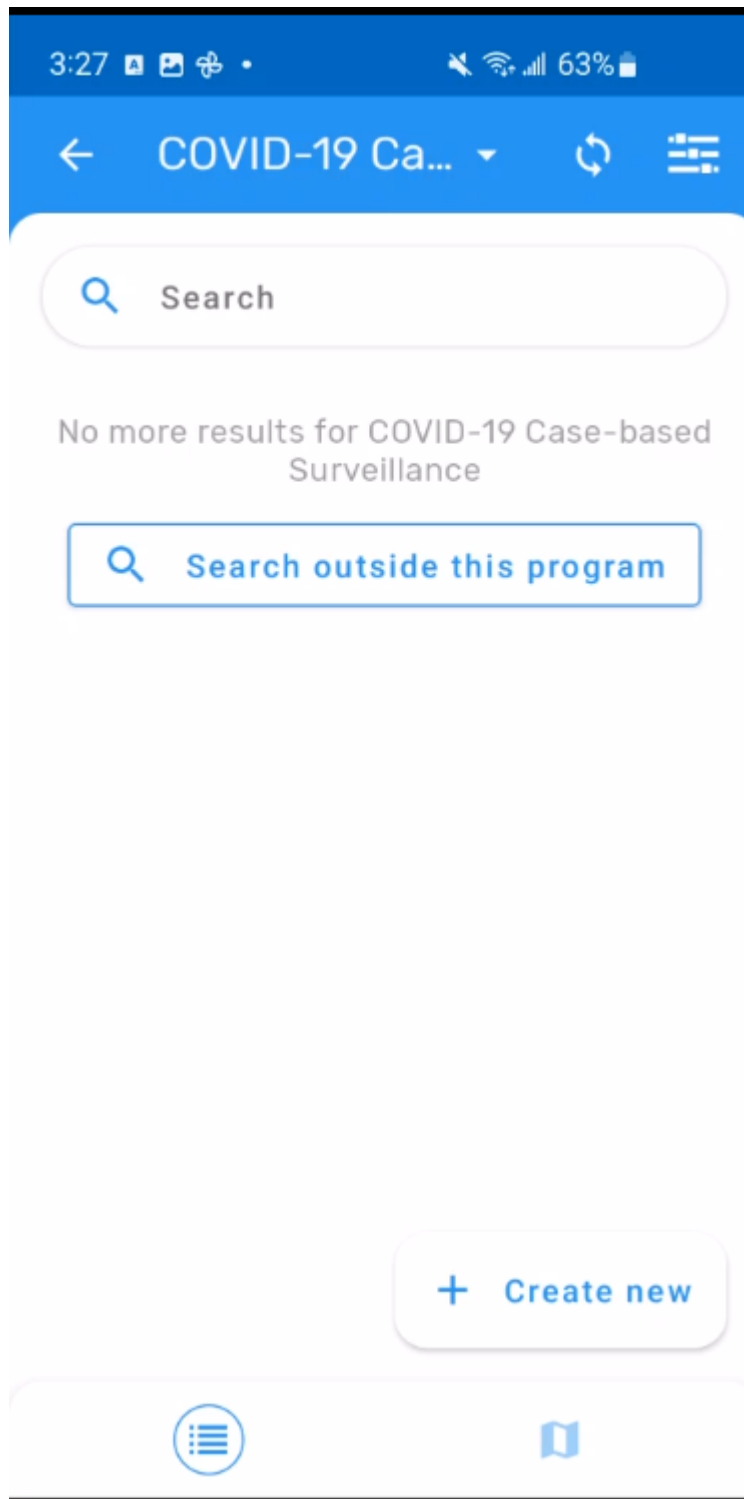 3:27 63%
COVID-19 Ca...
Search
No more results for COVID-19 Case-based
Surveillance
Search outside this program
+ Create new